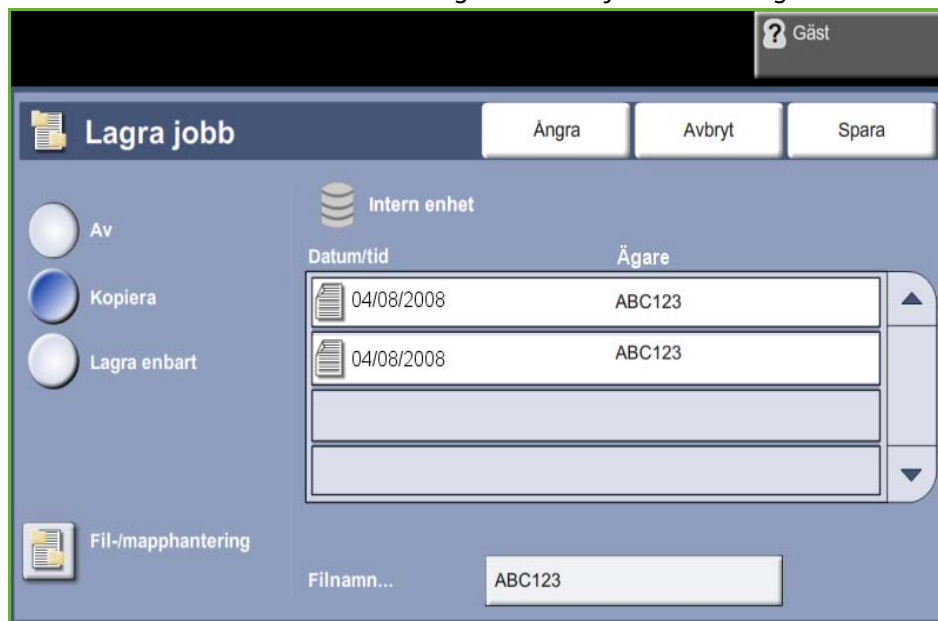 ? Gäst
Lagra jobb
Ångra
Avbryt
Spara
Av
Kopiera
Lagra enbart
Intern enhet
Datum/tid Ägare
04/08/2008 ABC123
04/08/2008 ABC123
Fil-/mapphantering
Filnamn... ABC123